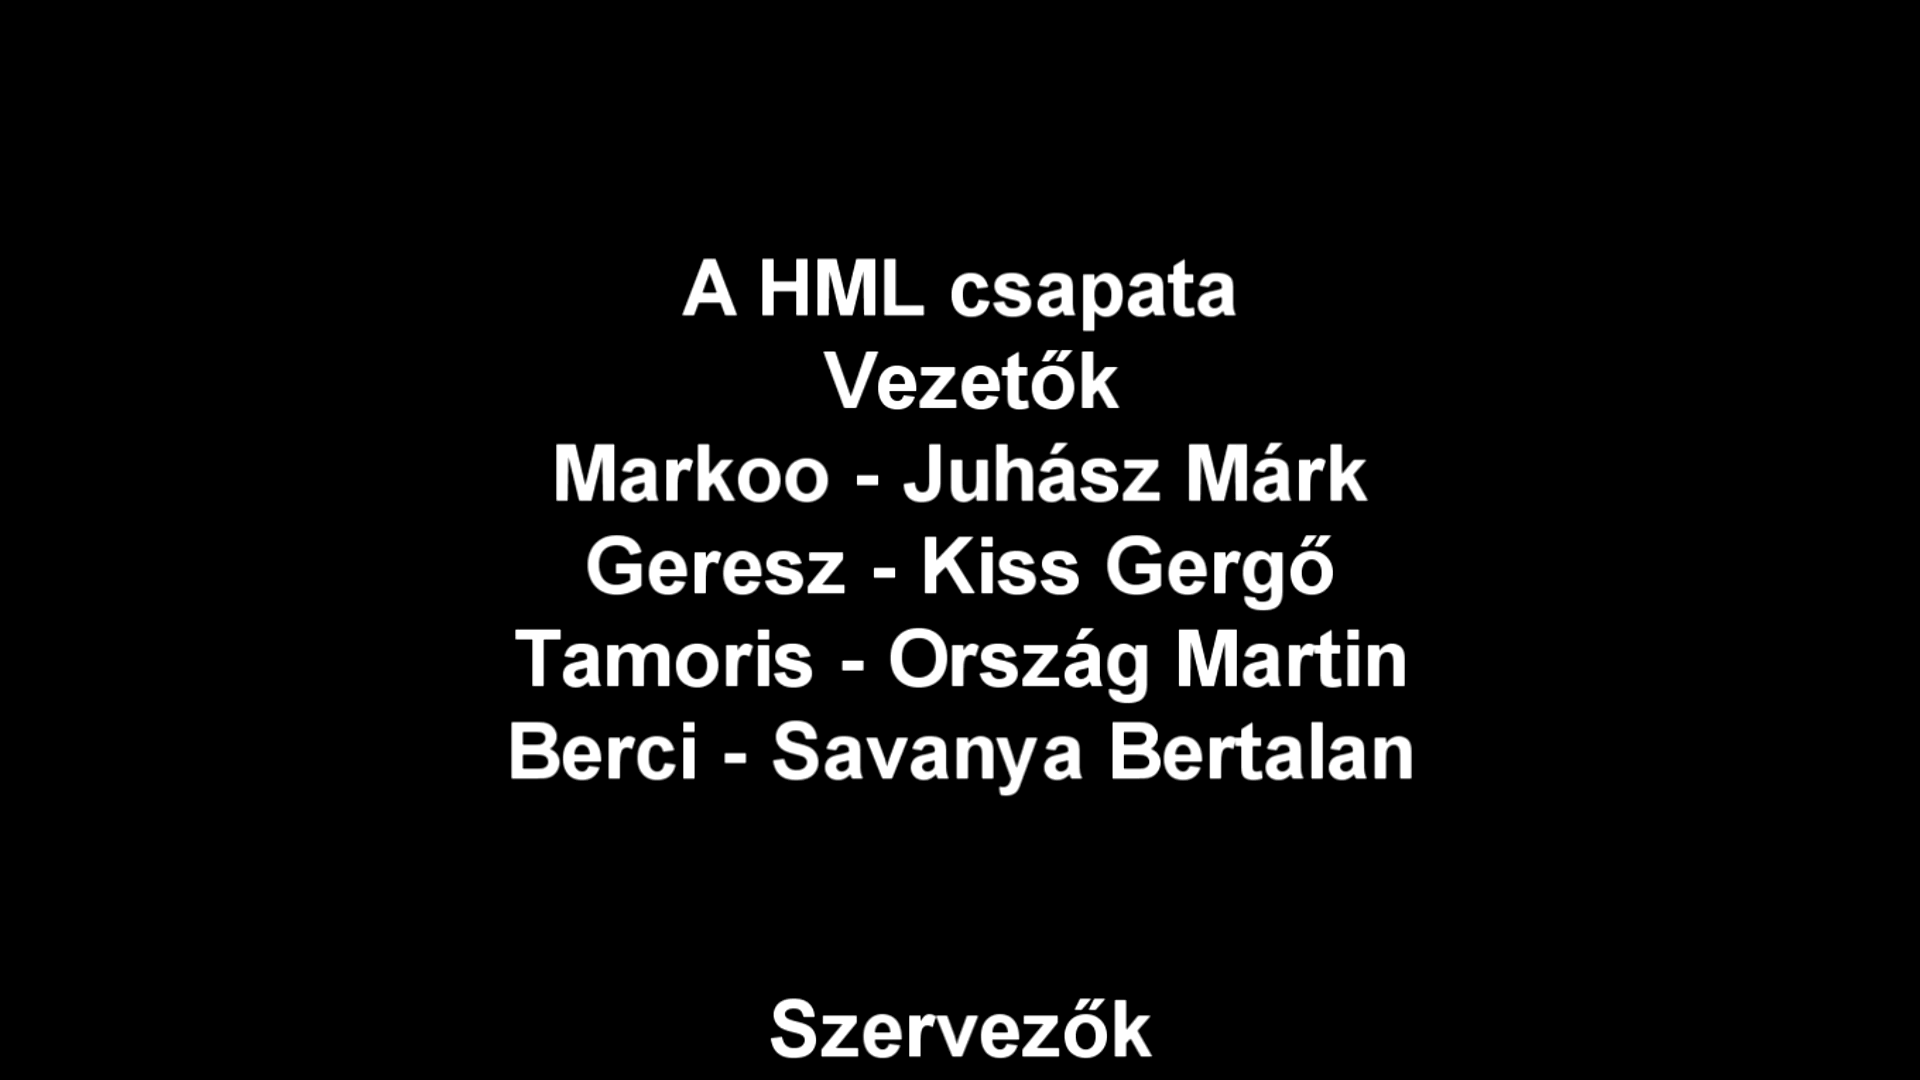 A HML csapata
Vezetők
Markoo - Juhász Márk
Geresz - Kiss Gergő
Tamoris - Ország Martin
Berci - Savanya Bertalan
Szervezők